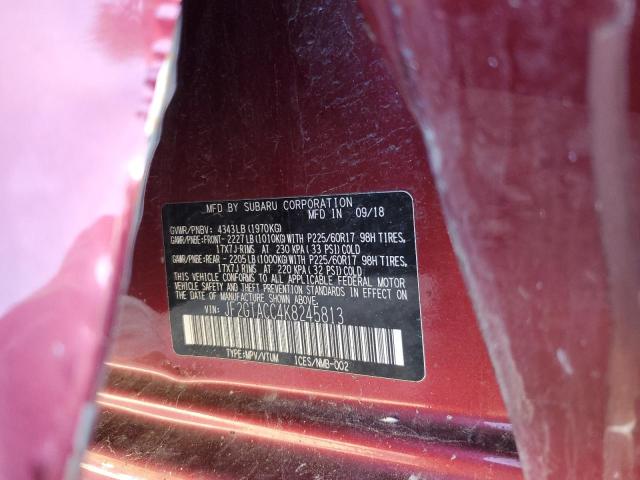 MFD BY SUBARU CORPORATION
MFD IN 09/18
GVWR/PNBV: 4343LB (1970KG)
GAWR/PNBE:FRONT- 2227LB(1010KG)WITH P225/60R17 98H TIRES,
17X7J RIMS AT 230 KPA (33 PSI)COLD
GAWR/PNBE:REAR - 2205LB(1000KG)WITH P225/60R17 98H TIRES,
17X7J RIMS AT 220 KPA (32 PSI)COLD
THIS VEHICLE CONFORMS TO ALL APPLICABLE FEDERAL MOTOR
VEHICLE SAFETY AND THEFT PREVENTION STANDARDS IN EFFECT
ON THE DATE OF MANUFACTURE SHOWN ABOVE.
VIN: JF2GTACC4K8245813
TYPE:MPV/VTUM ICES/NMB-002